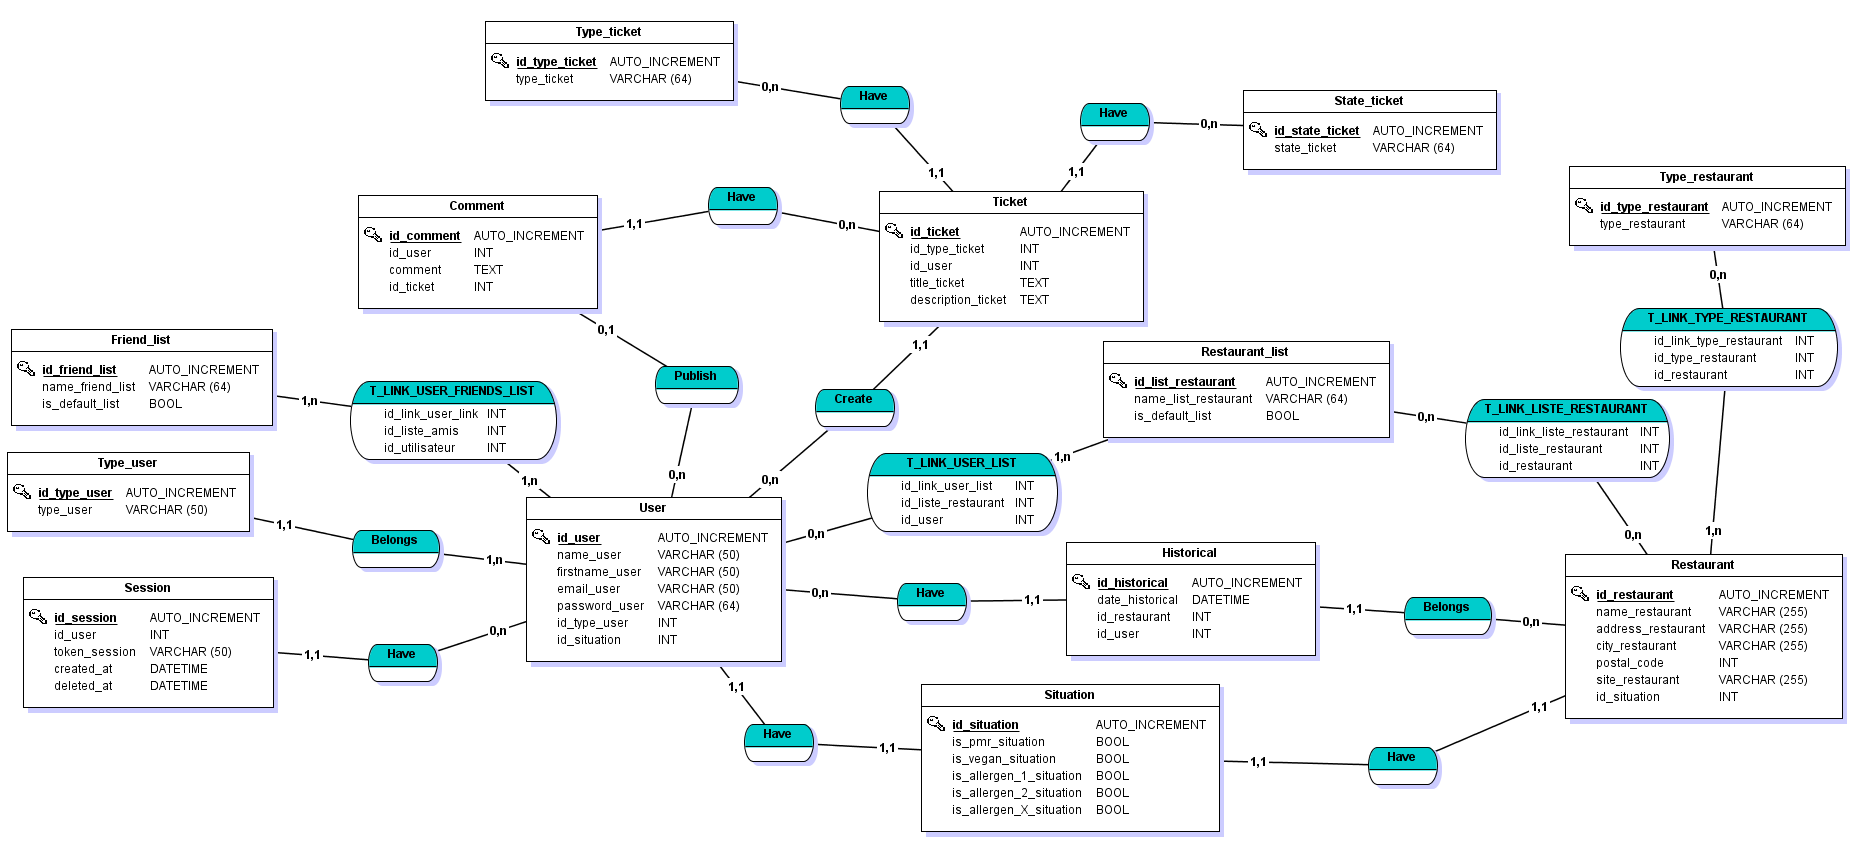 Type_ticket
id_type_ticket AUTO_INCREMENT
type_ticket VARCHAR (64)
0,n
Have
1,1
Have
1,1
0,n
State_ticket
id_state_ticket AUTO_INCREMENT
state_ticket VARCHAR (64)
Type_restaurant
id_type_restaurant AUTO_INCREMENT
type_restaurant VARCHAR (64)
0,n
Comment
id_comment AUTO_INCREMENT
id_user INT
comment TEXT
id_ticket INT
1,1
Have
0,n
Ticket
id_ticket AUTO_INCREMENT
id_type_ticket INT
id_user INT
title_ticket TEXT
description_ticket TEXT
T_LINK_TYPE_RESTAURANT
id_link_type_restaurant INT
id_type_restaurant INT
id_restaurant INT
1,n
Friend_list
id_friend_list AUTO_INCREMENT
name_friend_list VARCHAR (64)
is_default_list BOOL
1,n
T_LINK_USER_FRIENDS_LIST
id_link_user_link INT
id_liste_amis INT
id_utilisateur INT
1,n
0,1
Publish
0,n
1,1
Create
0,n
Restaurant_list
id_list_restaurant AUTO_INCREMENT
name_list_restaurant VARCHAR (64)
is_default_list BOOL
0,n
T_LINK_LISTE_RESTAURANT
id_link_liste_restaurant INT
id_liste_restaurant INT
id_restaurant INT
0,n
1,n
T_LINK_USER_LIST
id_link_user_list INT
id_liste_restaurant INT
id_user INT
0,n
Type_user
id_type_user AUTO_INCREMENT
type_user VARCHAR (50)
1,1
Belongs
1,n
User
id_user AUTO_INCREMENT
name_user VARCHAR (50)
firstname_user VARCHAR (50)
email_user VARCHAR (50)
password_user VARCHAR (64)
id_type_user INT
id_situation INT
0,n
Have
1,1
Historical
id_historical AUTO_INCREMENT
date_historical DATETIME
id_restaurant INT
id_user INT
1,1
Belongs
0,n
Restaurant
id_restaurant AUTO_INCREMENT
name_restaurant VARCHAR (255)
address_restaurant VARCHAR (255)
city_restaurant VARCHAR (255)
postal_code INT
site_restaurant VARCHAR (255)
id_situation INT
Session
id_session AUTO_INCREMENT
id_user INT
token_session VARCHAR (50)
created_at DATETIME
deleted_at DATETIME
1,1
Have
0,n
1,1
Have
1,1
Situation
id_situation AUTO_INCREMENT
is_pmr_situation BOOL
is_vegan_situation BOOL
is_allergen_1_situation BOOL
is_allergen_2_situation BOOL
is_allergen_X_situation BOOL
1,1
Have
1,1